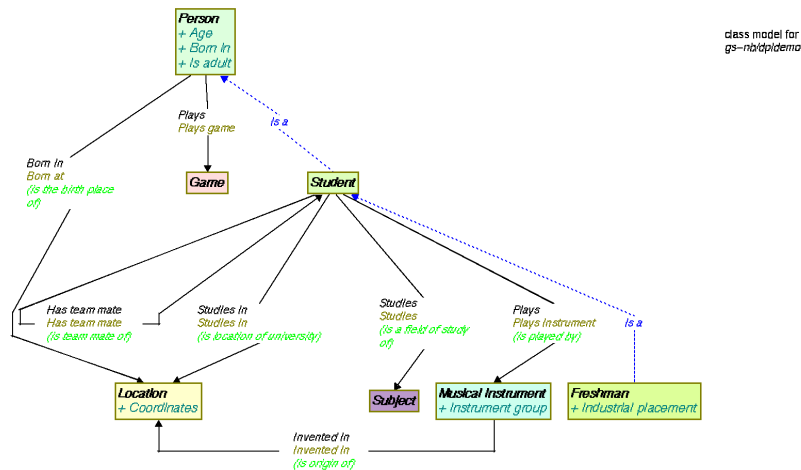 Person
+ Age
+ Born In
+ Is adult
class model for
gs-nb/dpldemo
Plays
Plays game
Is a
Born In
Born at
(is the birth place
of)
Game
Student
Has team mate
Has team mate
(is team mate of)
Studies In
Studies In
(is location of university)
Studies
Studies
(is a field of study
of)
Plays
Plays Instrument
(is played by)
Is a
Location
+ Coordinates
Subject
Musical Instrument
+ Instrument group
Freshman
+ Industrial placement
Invented In
Invented In
(is origin of)